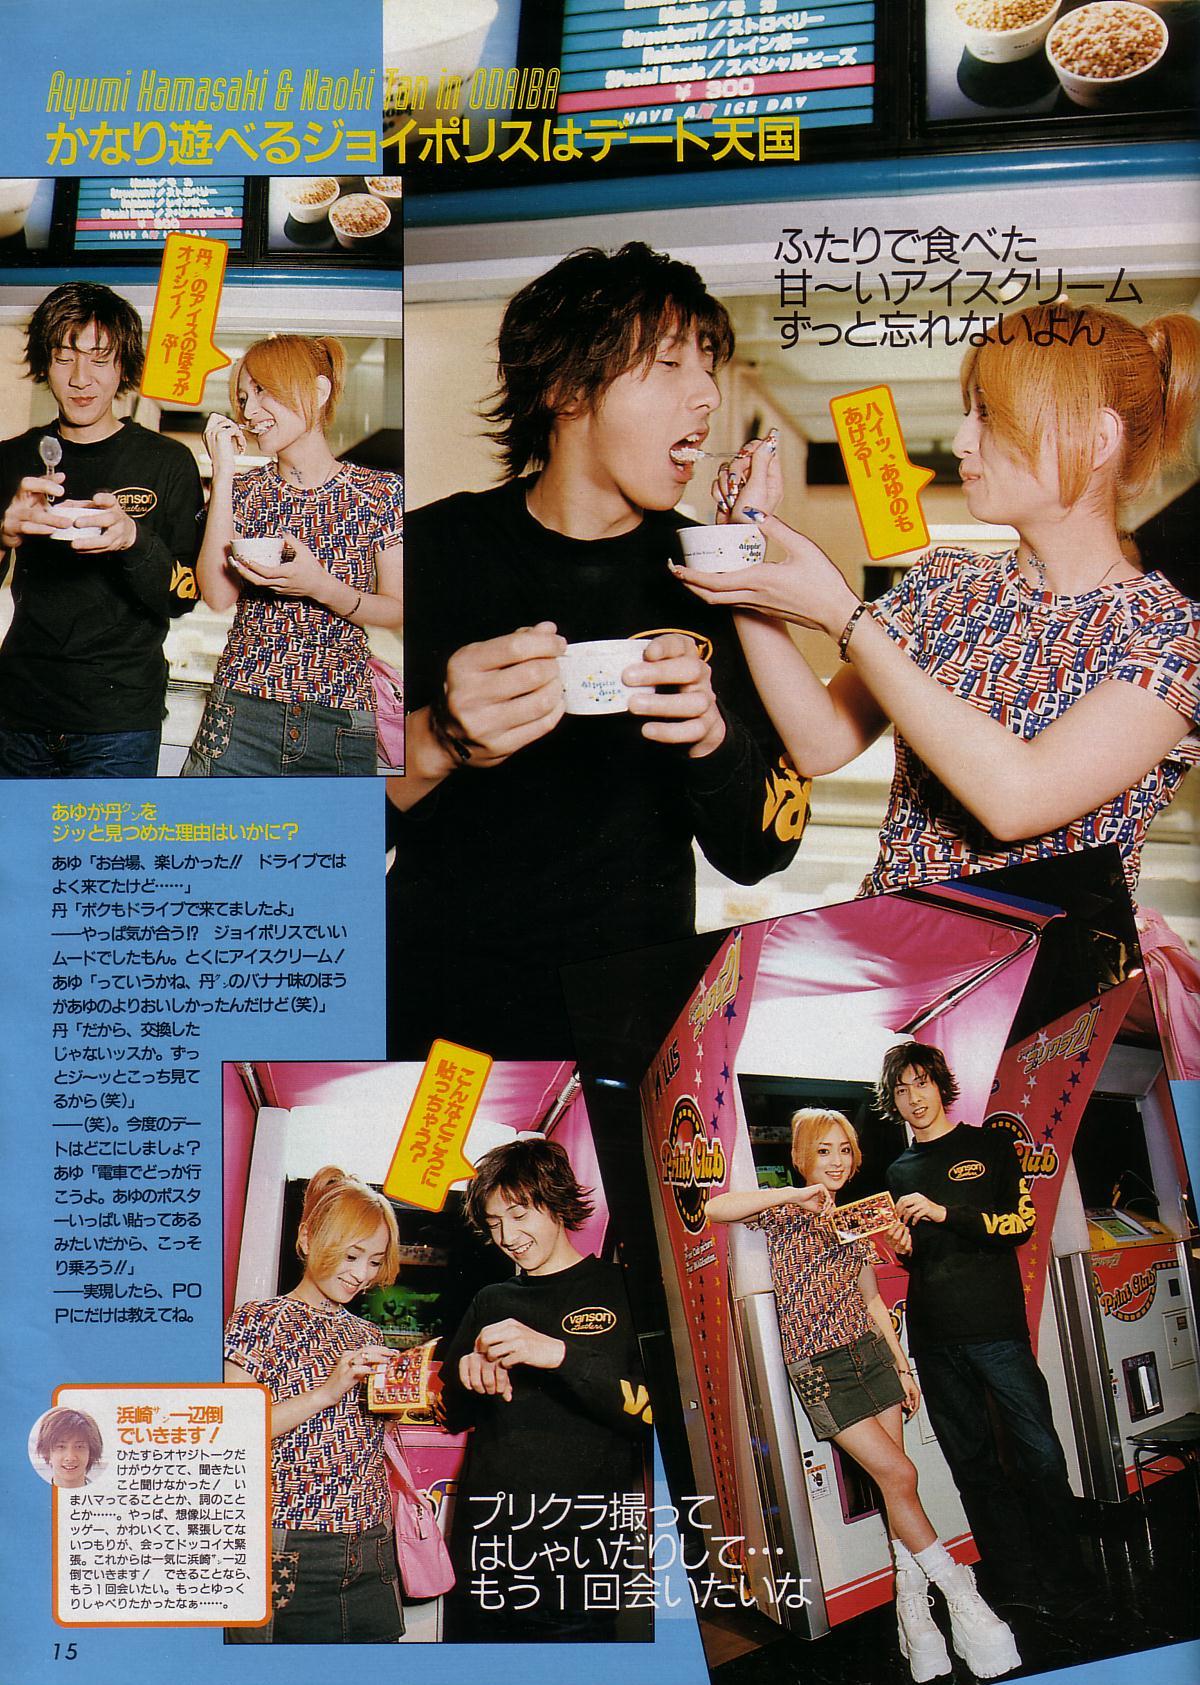 Ayumi Hamasaki & Naoki Tan in ODAIBA
かなり遊べるジョイポリスはデート天国
Mocha／モカ
Strawberry／ストロベリー
Rainbow／レインボー
Special Beads／スペシャルビーズ
￥300
HAVE AN ICE DAY
丹クンのアイスのほうが
オイシイ！　ぷー
ふたりで食べた
甘〜いアイスクリーム
ずっと忘れないよん
ハイッ、あゆのも
あげるー
vanson
Leathers
dippin' dots
dippin' dots
あゆが丹クンを
ジッと見つめた理由はいかに？
あゆ「お台場、楽しかった!!　ドライブでは
よく来てたけど……」
丹「ボクもドライブで来てましたよ」
――やっぱ気が合う!?　ジョイポリスでいい
ムードでしたもん。とくにアイスクリーム！
あゆ「っていうかね、丹クンのバナナ味のほう
があゆのよりおいしかったんだけど（笑）」
丹「だから、交換した
じゃないッスか。ずっ
とジ〜ッとこっち見て
るから（笑）」
――（笑）。今度のデー
トはどこにしましょ？
あゆ「電車でどっか行
こうよ。あゆのポスタ
ーいっぱい貼ってある
みたいだから、こっそ
り乗ろう!!」
――実現したら、ＰＯ
Ｐにだけは教えてね。
こんなところに
貼っちゃう？
vanson
Leathers
Print Club
Print Club
vanson
Leathers
プリクラ撮って
はしゃいだりして…
もう１回会いたいな
浜崎サン一辺倒
でいきます！
ひたすらオヤジトークだ
けがウケてて、聞きたい
こと聞けなかった！　い
まハマってることとか、詞のこと
とか……。やっぱ、想像以上にス
ッゲー、かわいくて、緊張してな
いつもりが、会ってドッコイ大緊
張。これからは一気に浜崎サン一辺
倒でいきます！　できることなら、
もう１回会いたい。もっとゆっく
りしゃべりたかったなぁ……。
15